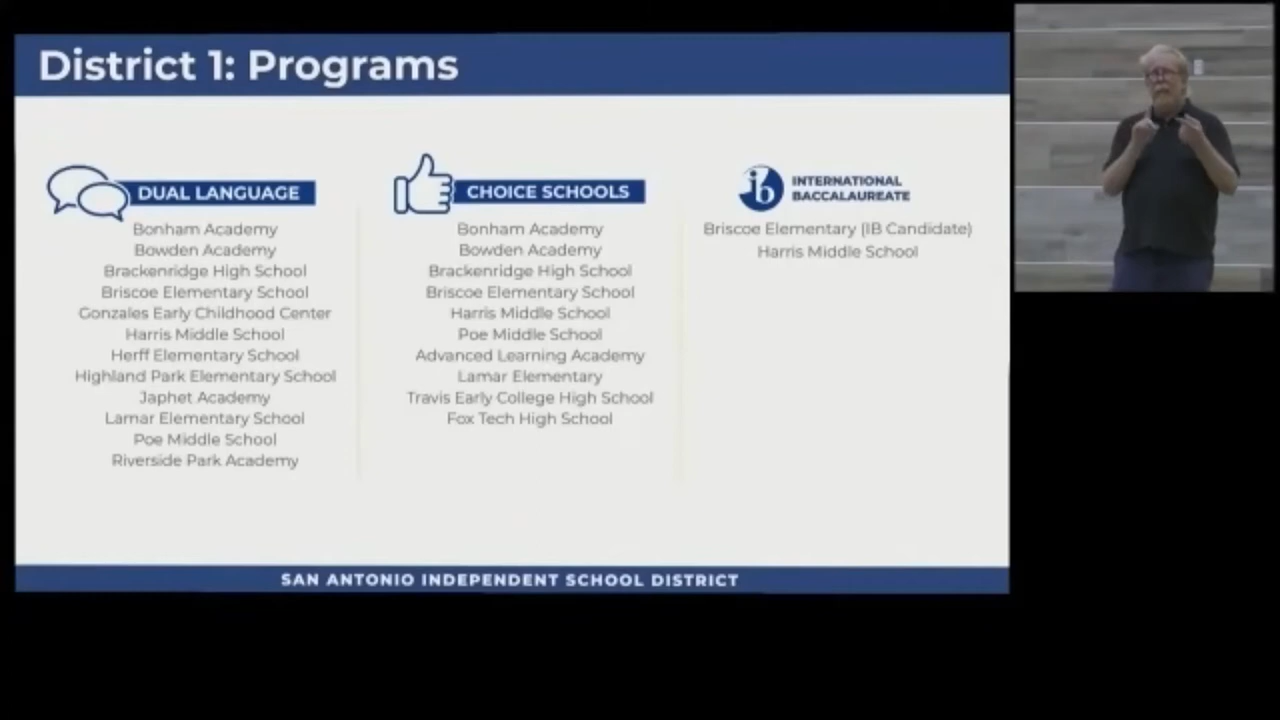 District 1: Programs
DUAL LANGUAGE
Bonham Academy
Bowden Academy
Brackenridge High School
Briscoe Elementary School
Gonzales Early Childhood Center
Harris Middle School
Herff Elementary School
Highland Park Elementary School
Japhet Academy
Lamar Elementary School
Poe Middle School
Riverside Park Academy
CHOICE SCHOOLS
Bonham Academy
Bowden Academy
Brackenridge High School
Briscoe Elementary School
Harris Middle School
Poe Middle School
Advanced Learning Academy
Lamar Elementary
Travis Early College High School
Fox Tech High School
ib
INTERNATIONAL
BACCALAUREATE
Briscoe Elementary (IB Candidate)
Harris Middle School
SAN ANTONIO INDEPENDENT SCHOOL DISTRICT